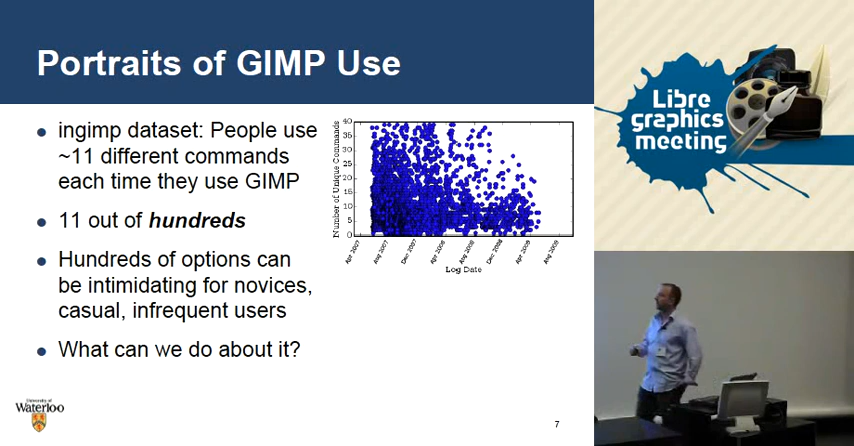 Portraits of GIMP Use
ingimp dataset: People use
~11 different commands
each time they use GIMP
11 out of hundreds
Hundreds of options can
be intimidating for novices,
casual, infrequent users
What can we do about it?
Number of Unique Commands
40
35
30
25
20
15
10
5
0
Apr 2007
Aug 2007
Dec 2007
Apr 2008
Aug 2008
Dec 2008
Apr 2009
Aug 2009
Log Date
University of
Waterloo
7
Libre
graphics
meeting